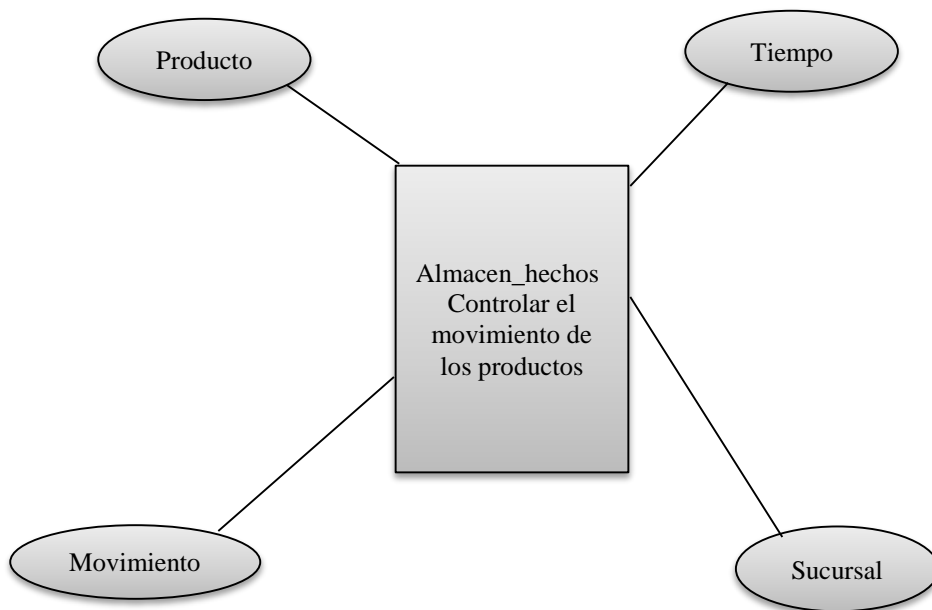 Producto
Tiempo
Almacen_hechos
Controlar el
movimiento de
los productos
Movimiento
Sucursal